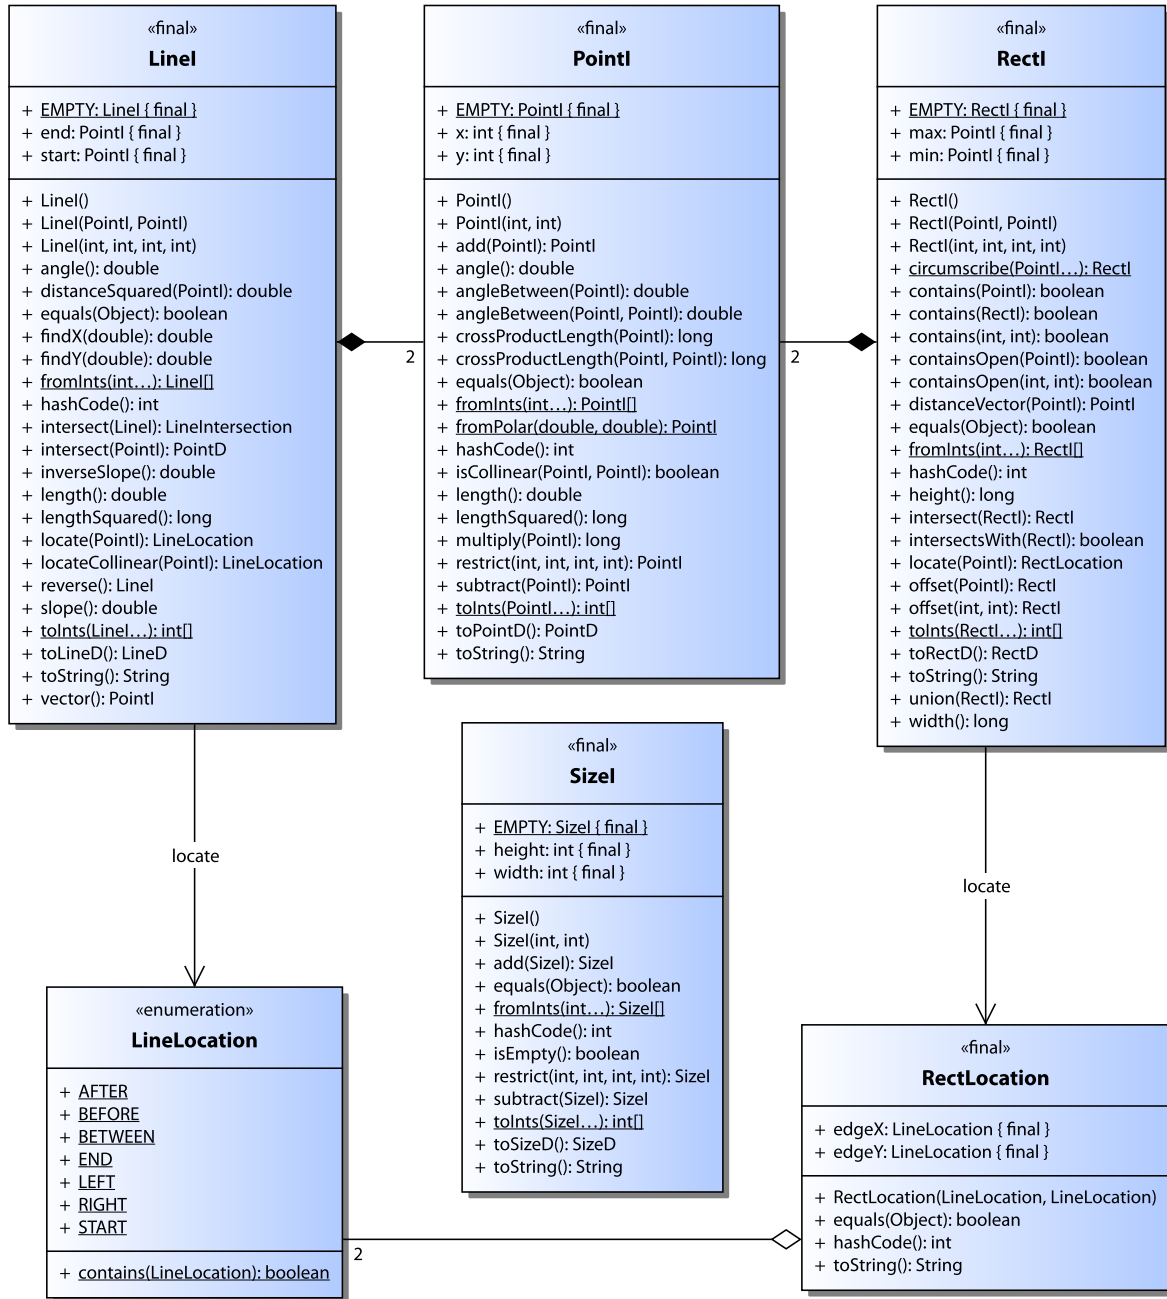 «final»
LineI
+ EMPTY: LineI { final }
+ end: PointI { final }
+ start: PointI { final }
+ LineI()
+ LineI(PointI, PointI)
+ LineI(int, int, int, int)
+ angle(): double
+ distanceSquared(PointI): double
+ equals(Object): boolean
+ findX(double): double
+ findY(double): double
+ fromInts(int…): LineI[]
+ hashCode(): int
+ intersect(LineI): LineIntersection
+ intersect(PointI): PointD
+ inverseSlope(): double
+ length(): double
+ lengthSquared(): long
+ locate(PointI): LineLocation
+ locateCollinear(PointI): LineLocation
+ reverse(): LineI
+ slope(): double
+ toInts(LineI…): int[]
+ toLineD(): LineD
+ toString(): String
+ vector(): PointI
2
«final»
PointI
+ EMPTY: PointI { final }
+ x: int { final }
+ y: int { final }
+ PointI()
+ PointI(int, int)
+ add(PointI): PointI
+ angle(): double
+ angleBetween(PointI): double
+ angleBetween(PointI, PointI): double
+ crossProductLength(PointI): long
+ crossProductLength(PointI, PointI): long
+ equals(Object): boolean
+ fromInts(int…): PointI[]
+ fromPolar(double, double): PointI
+ hashCode(): int
+ isCollinear(PointI, PointI): boolean
+ length(): double
+ lengthSquared(): long
+ multiply(PointI): long
+ restrict(int, int, int, int): PointI
+ subtract(PointI): PointI
+ toInts(PointI…): int[]
+ toPointD(): PointD
+ toString(): String
2
«final»
RectI
+ EMPTY: RectI { final }
+ max: PointI { final }
+ min: PointI { final }
+ RectI()
+ RectI(PointI, PointI)
+ RectI(int, int, int, int)
+ circumscribe(PointI…): RectI
+ contains(PointI): boolean
+ contains(RectI): boolean
+ contains(int, int): boolean
+ containsOpen(PointI): boolean
+ containsOpen(int, int): boolean
+ distanceVector(PointI): PointI
+ equals(Object): boolean
+ fromInts(int…): RectI[]
+ hashCode(): int
+ height(): long
+ intersect(RectI): RectI
+ intersectsWith(RectI): boolean
+ locate(PointI): RectLocation
+ offset(PointI): RectI
+ offset(int, int): RectI
+ toInts(RectI…): int[]
+ toRectD(): RectD
+ toString(): String
+ union(RectI): RectI
+ width(): long
locate
«final»
SizeI
+ EMPTY: SizeI { final }
+ height: int { final }
+ width: int { final }
+ SizeI()
+ SizeI(int, int)
+ add(SizeI): SizeI
+ equals(Object): boolean
+ fromInts(int…): SizeI[]
+ hashCode(): int
+ isEmpty(): boolean
+ restrict(int, int, int, int): SizeI
+ subtract(SizeI): SizeI
+ toInts(SizeI…): int[]
+ toSizeD(): SizeD
+ toString(): String
locate
«enumeration»
LineLocation
+ AFTER
+ BEFORE
+ BETWEEN
+ END
+ LEFT
+ RIGHT
+ START
+ contains(LineLocation): boolean
2
«final»
RectLocation
+ edgeX: LineLocation { final }
+ edgeY: LineLocation { final }
+ RectLocation(LineLocation, LineLocation)
+ equals(Object): boolean
+ hashCode(): int
+ toString(): String